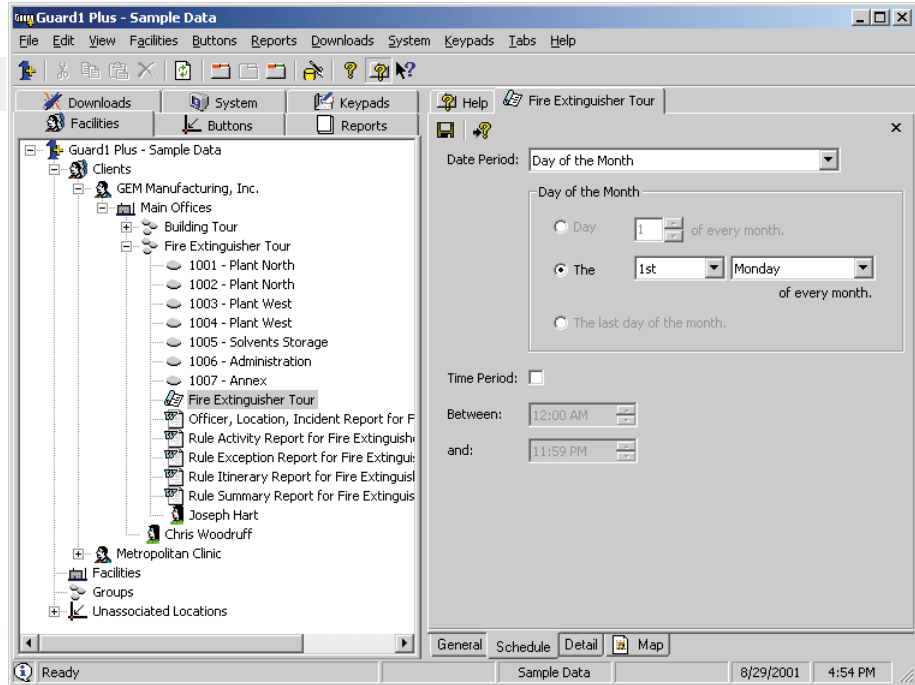 Guard1 Plus - Sample Data
File Edit View Facilities Buttons Reports Downloads System Keypads Tabs Help
Downloads System Keypads
Facilities Buttons Reports
Guard1 Plus - Sample Data
Clients
GEM Manufacturing, Inc.
Main Offices
Building Tour
Fire Extinguisher Tour
1001 - Plant North
1002 - Plant North
1003 - Plant West
1004 - Plant West
1005 - Solvents Storage
1006 - Administration
1007 - Annex
Fire Extinguisher Tour
Officer, Location, Incident Report for F
Rule Activity Report for Fire Extinguish
Rule Exception Report for Fire Extinguis
Rule Itinerary Report for Fire Extinguis
Rule Summary Report for Fire Extinguis
Joseph Hart
Chris Woodruff
Metropolitan Clinic
Facilities
Groups
Unassociated Locations
Help Fire Extinguisher Tour
Date Period: Day of the Month
Day of the Month
Day 1 of every month.
The 1st Monday
of every month.
The last day of the month.
Time Period:
Between: 12:00 AM
and: 11:59 PM
General Schedule Detail Map
Ready Sample Data 8/29/2001 4:54 PM